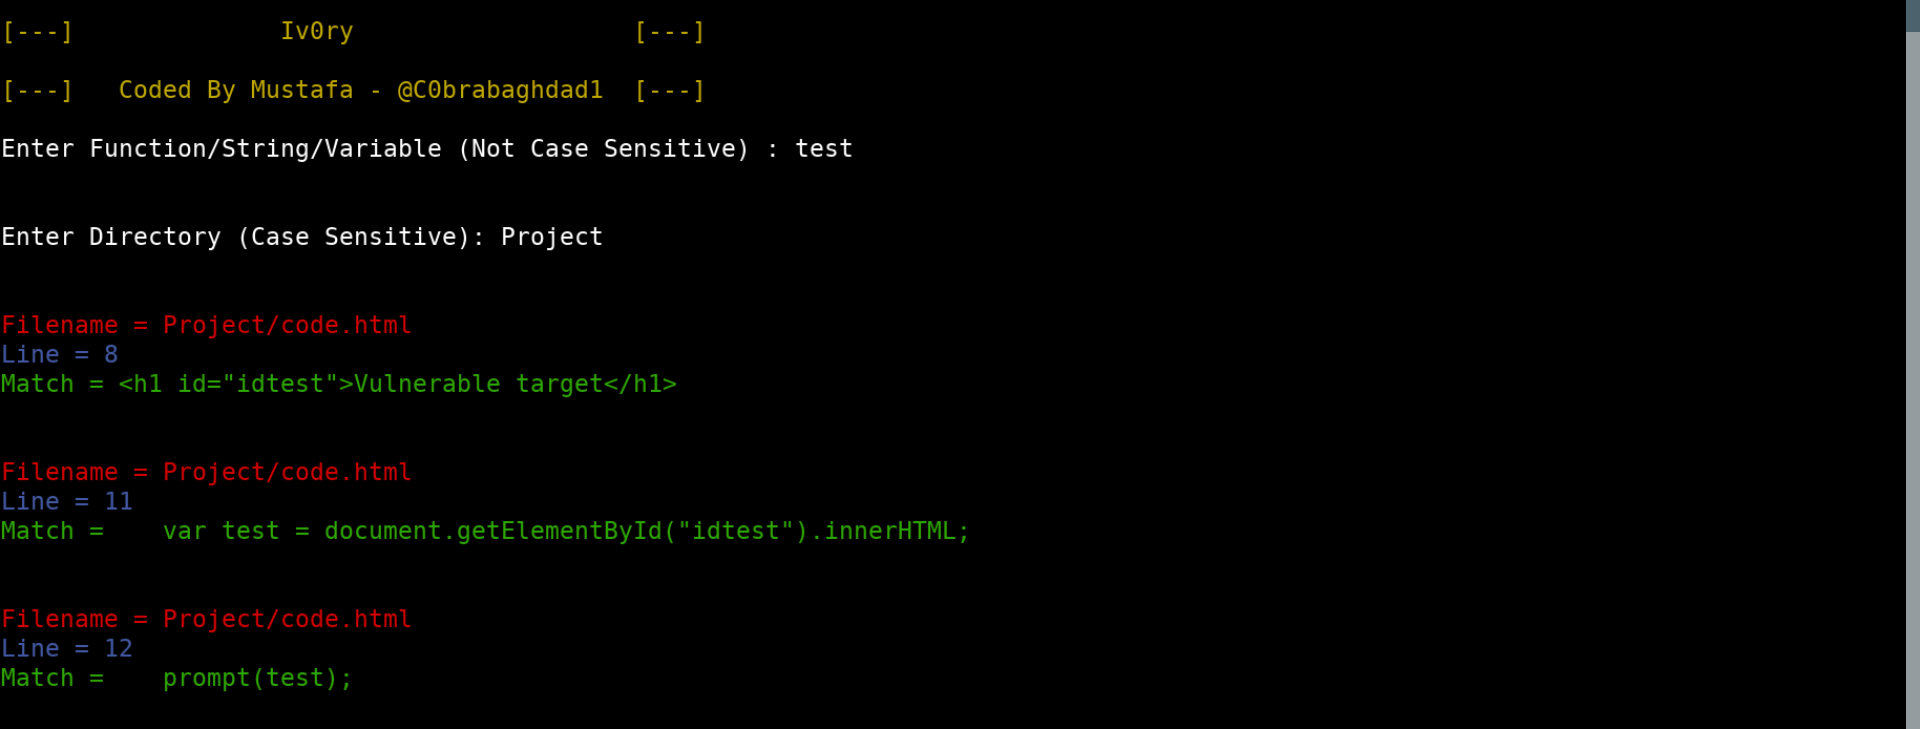 [---]              Iv0ry                   [---]
[---]   Coded By Mustafa - @C0brabaghdad1  [---]
Enter Function/String/Variable (Not Case Sensitive) : test
Enter Directory (Case Sensitive): Project
Filename = Project/code.html
Line = 8
Match = <h1 id="idtest">Vulnerable target</h1>
Filename = Project/code.html
Line = 11
Match =    var test = document.getElementById("idtest").innerHTML;
Filename = Project/code.html
Line = 12
Match =    prompt(test);